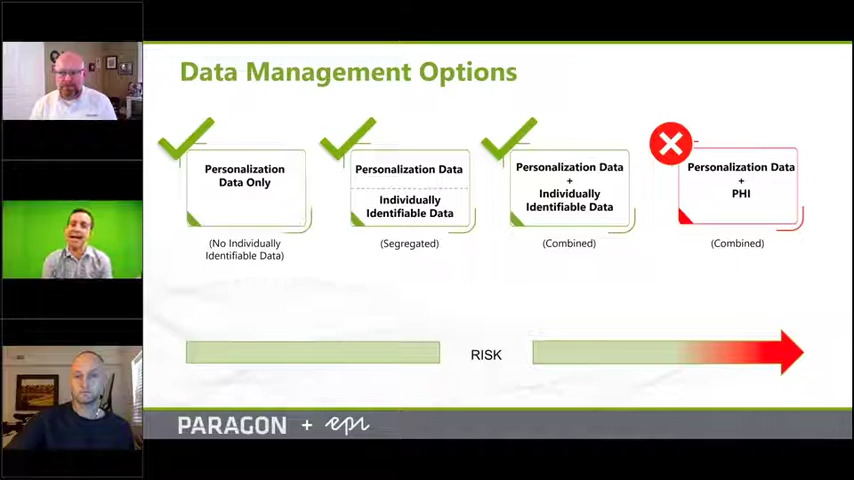 Data Management Options
Personalization
Data Only
(No Individually
Identifiable Data)
Personalization Data
Individually
Identifiable Data
(Segregated)
Personalization Data
+
Individually
Identifiable Data
(Combined)
Personalization Data
+
PHI
(Combined)
RISK
PARAGON + epi